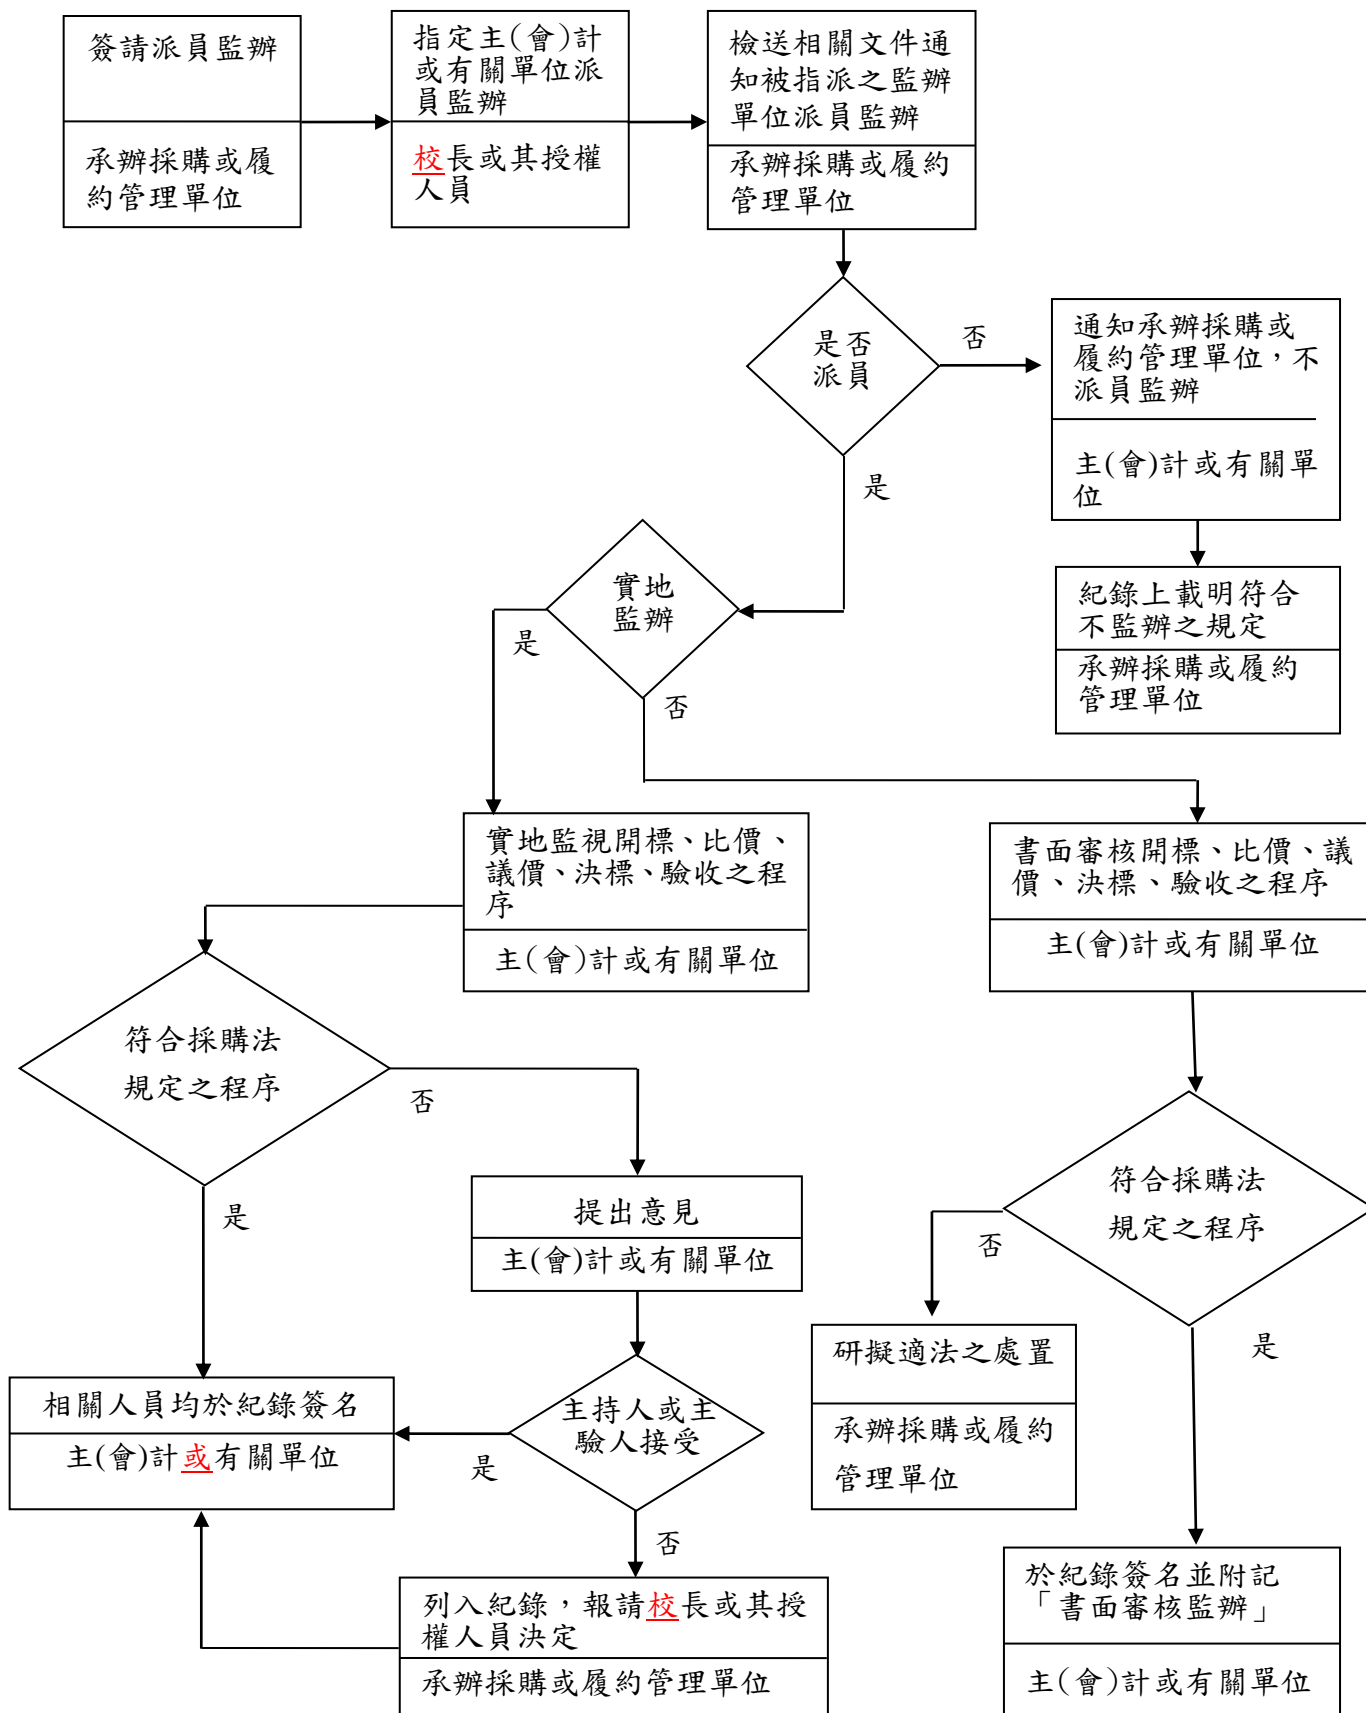 簽請派員監辦
承辦採購或履
約管理單位
指定主(會)計
或有關單位派
員監辦
校長或其授權
人員
檢送相關文件通
知被指派之監辦
單位派員監辦
承辦採購或履約
管理單位
是否
派員
否
是
通知承辦採購或
履約管理單位，不
派員監辦
主(會)計或有關單
位
紀錄上載明符合
不監辦之規定
承辦採購或履約
管理單位
實地
監辦
是
否
實地監視開標、比價、
議價、決標、驗收之程
序
主(會)計或有關單位
書面審核開標、比價、議
價、決標、驗收之程序
主(會)計或有關單位
符合採購法
規定之程序
否
是
提出意見
主(會)計或有關單位
主持人或主
驗人接受
是
否
相關人員均於紀錄簽名
主(會)計或有關單位
列入紀錄，報請校長或其授
權人員決定
承辦採購或履約管理單位
符合採購法
規定之程序
否
是
研擬適法之處置
承辦採購或履約
管理單位
於紀錄簽名並附記
「書面審核監辦」
主(會)計或有關單位